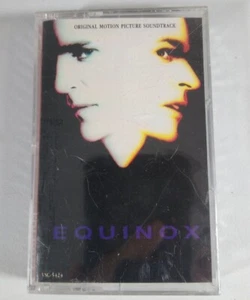 ORIGINAL MOTION PICTURE SOUNDTRACK
EQUINOX